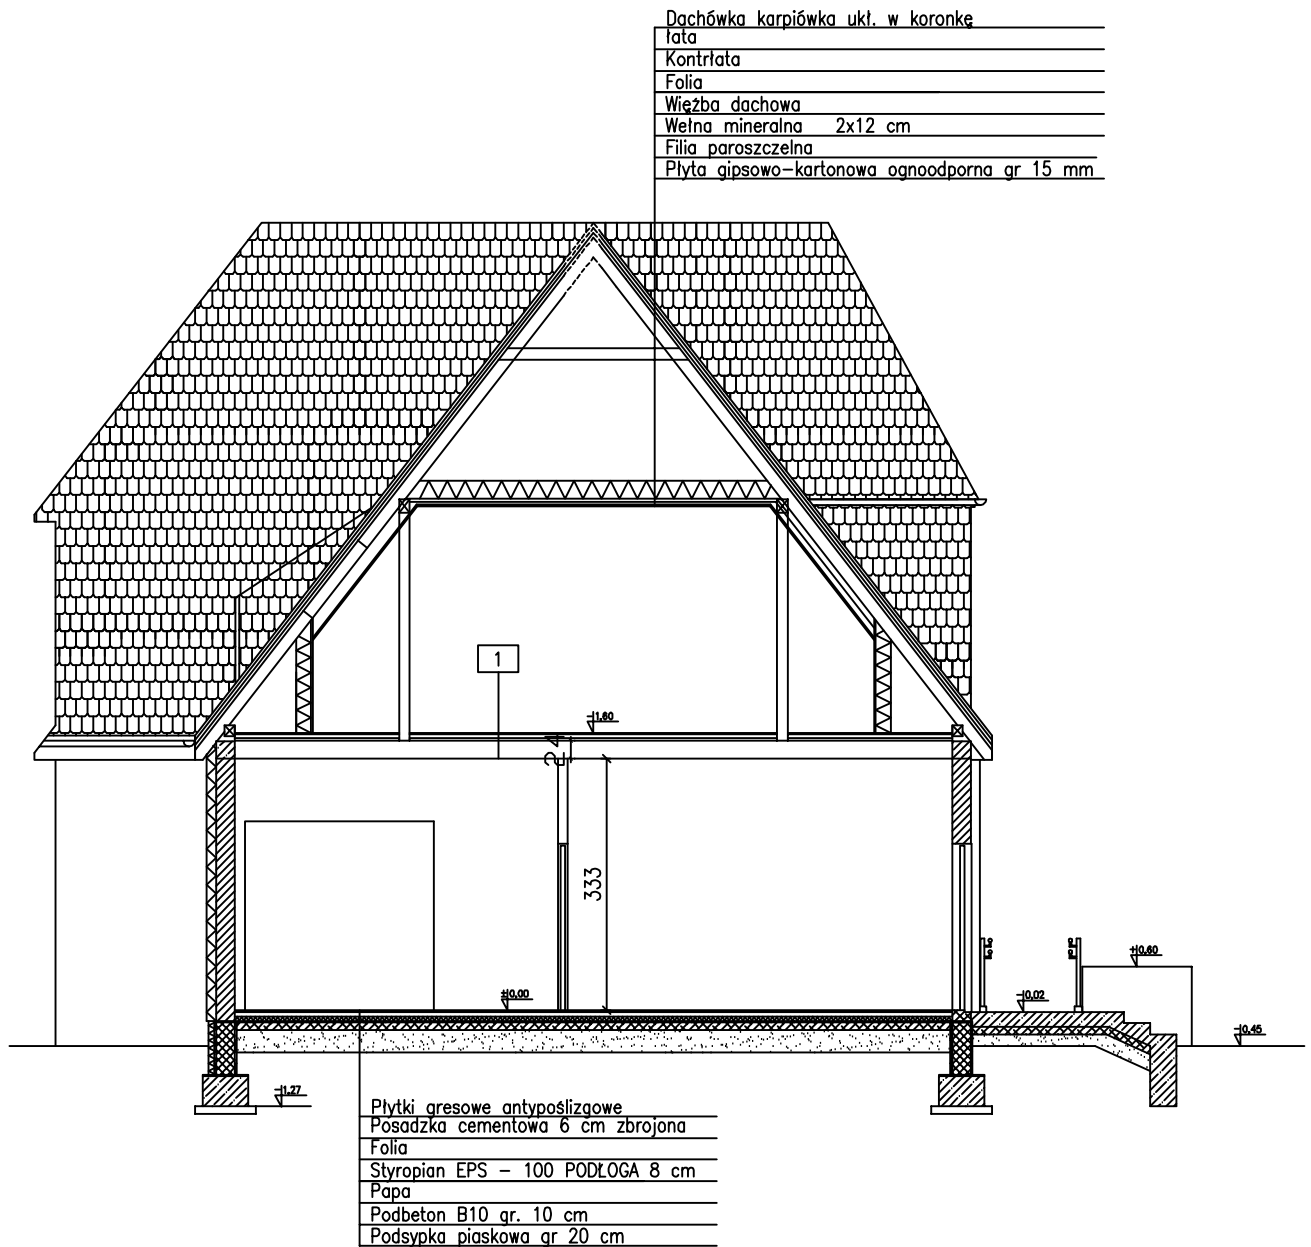 Dachówka karpiówka ukł. w koronkę
łata
Kontrłata
Folia
Więźba dachowa
Wełna mineralna 2x12 cm
Filia paroszczelna
Płyta gipsowo-kartonowa ognoodporna gr 15 mm
1
1.60
24
333
±0.00
-0.02
+0.60
-0.45
-1.27
Płytki gresowe antypoślizgowe
Posadzka cementowa 6 cm zbrojona
Folia
Styropian EPS - 100 PODŁOGA 8 cm
Papa
Podbeton B10 gr. 10 cm
Podsypka piaskowa gr 20 cm